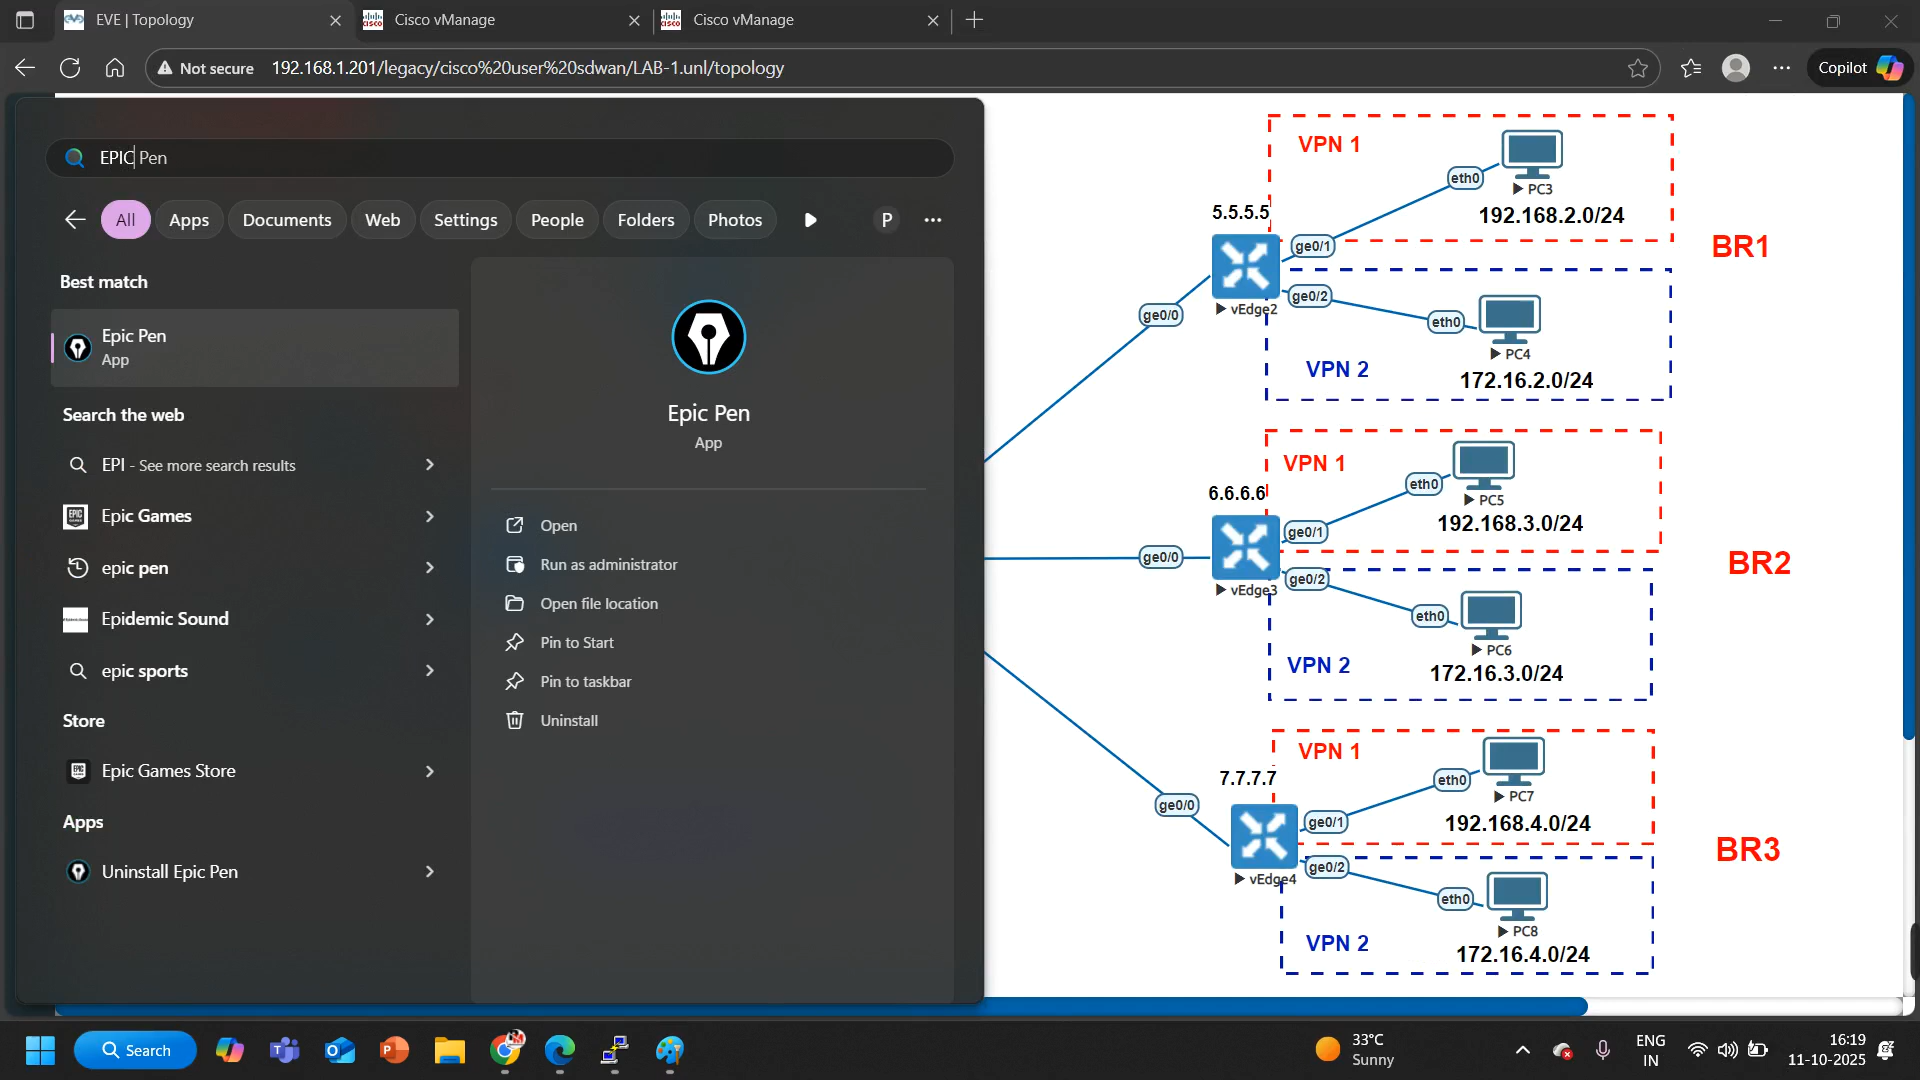 EVE | Topology
Cisco vManage
Cisco vManage
Not secure
192.168.1.201/legacy/cisco%20user%20sdwan/LAB-1.unl/topology
Copilot
EPIC Pen
All
Apps
Documents
Web
Settings
People
Folders
Photos
P
Best match
Epic Pen
App
Search the web
EPI - See more search results
Epic Games
epic pen
Epidemic Sound
epic sports
Store
Epic Games Store
Apps
Uninstall Epic Pen
Epic Pen
App
Open
Run as administrator
Open file location
Pin to Start
Pin to taskbar
Uninstall
VPN 1
eth0
PC3
192.168.2.0/24
5.5.5.5
ge0/1
BR1
vEdge2
ge0/0
ge0/2
eth0
PC4
VPN 2
172.16.2.0/24
VPN 1
eth0
PC5
192.168.3.0/24
6.6.6.6
ge0/1
ge0/0
BR2
vEdge3
ge0/2
eth0
PC6
VPN 2
172.16.3.0/24
VPN 1
eth0
PC7
192.168.4.0/24
7.7.7.7
ge0/0
ge0/1
BR3
vEdge4
ge0/2
eth0
PC8
VPN 2
172.16.4.0/24
Search
33°C
Sunny
ENG
IN
16:19
11-10-2025